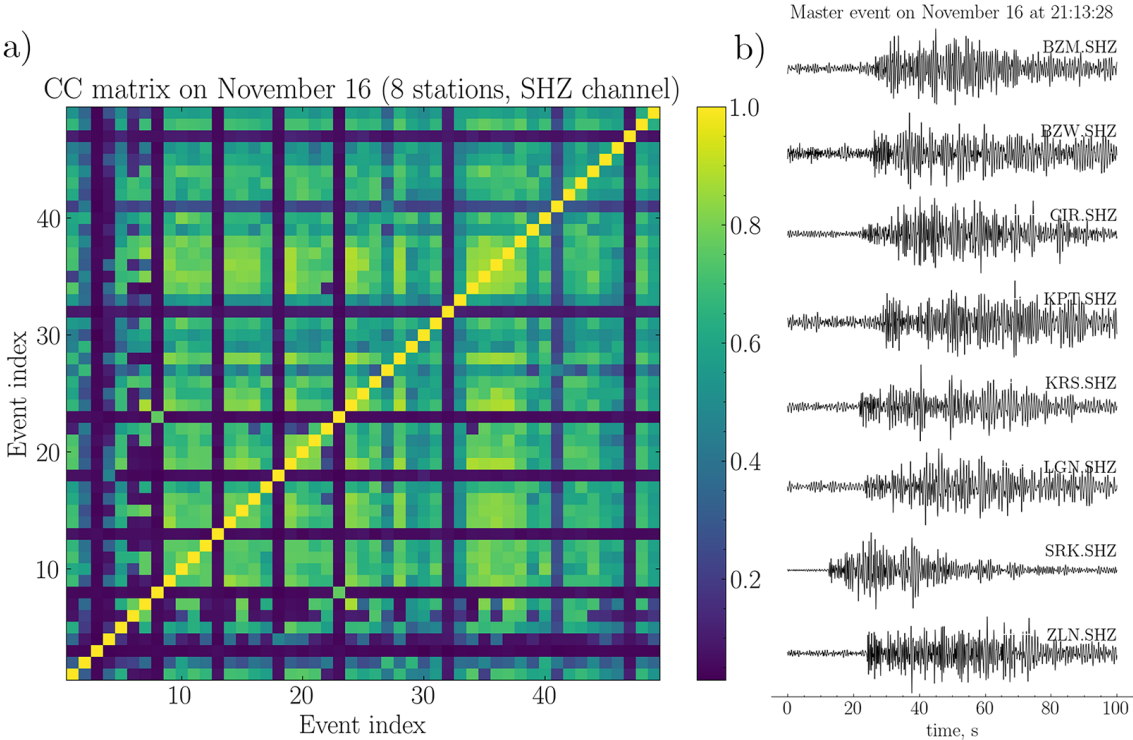 a)
CC matrix on November 16 (8 stations, SHZ channel)
Event index
40
30
20
10
10
20
30
40
Event index
1.0
0.8
0.6
0.4
0.2
b)
Master event on November 16 at 21:13:28
BZM.SHZ
BZW.SHZ
CIR.SHZ
KPT.SHZ
KRS.SHZ
LGN.SHZ
SRK.SHZ
ZLN.SHZ
0
20
40
60
80
100
time, s